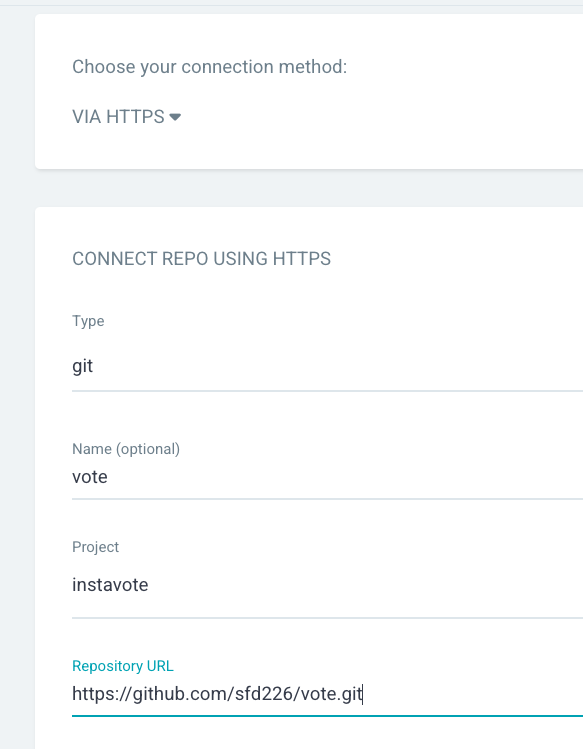 Choose your connection method:
VIA HTTPS
CONNECT REPO USING HTTPS
Type
git
Name (optional)
vote
Project
instavote
Repository URL
https://github.com/sfd226/vote.git